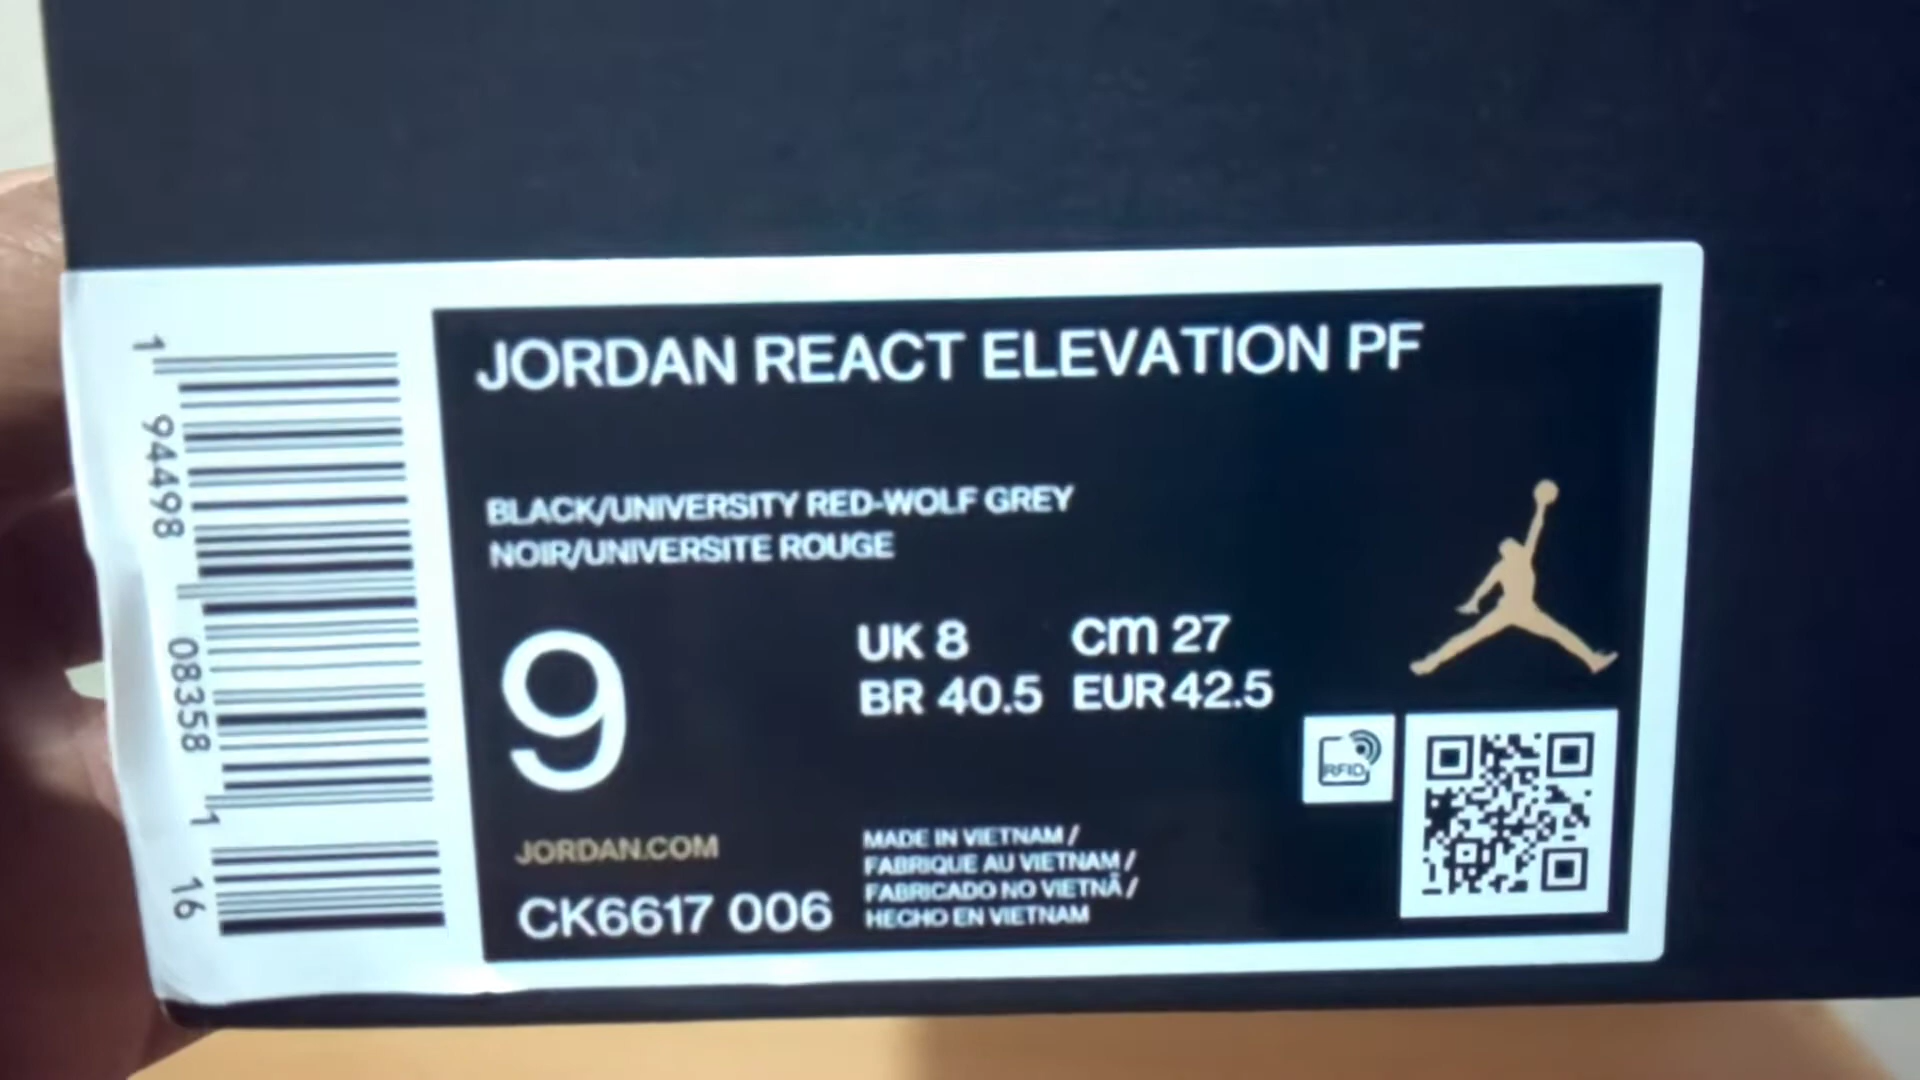 JORDAN REACT ELEVATION PF
BLACK/UNIVERSITY RED-WOLF GREY
NOIR/UNIVERSITE ROUGE
9
UK 8 CM 27
BR 40.5 EUR 42.5
RFID
JORDAN.COM
CK6617 006
MADE IN VIETNAM /
FABRIQUE AU VIETNAM /
FABRICADO NO VIETNÃ /
HECHO EN VIETNAM
1 94498 08358 1
16